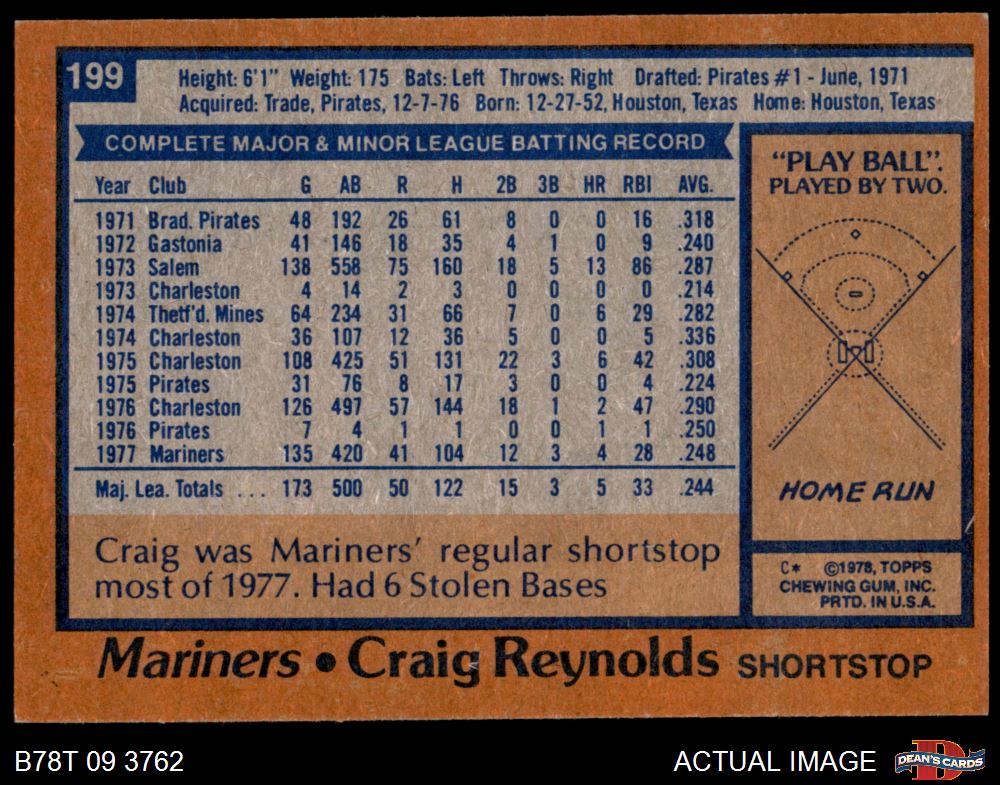 199
Height: 6'1" Weight: 175 Bats: Left Throws: Right Drafted: Pirates #1 - June, 1971
Acquired: Trade, Pirates, 12-7-76 Born: 12-27-52, Houston, Texas Home: Houston, Texas
COMPLETE MAJOR & MINOR LEAGUE BATTING RECORD
Year Club G AB R H 2B 3B HR RBI AVG.
1971 Brad. Pirates 48 192 26 61 8 0 0 16 .318
1972 Gastonia 41 146 18 35 4 1 0 9 .240
1973 Salem 138 558 75 160 18 5 13 86 .287
1973 Charleston 4 14 2 3 0 0 0 0 .214
1974 Thetf'd. Mines 64 234 31 66 7 0 6 29 .282
1974 Charleston 36 107 12 36 5 0 0 5 .336
1975 Charleston 108 425 51 131 22 3 6 42 .308
1975 Pirates 31 76 8 17 3 0 0 4 .224
1976 Charleston 126 497 57 144 18 1 2 47 .290
1976 Pirates 7 4 1 1 0 0 1 1 .250
1977 Mariners 135 420 41 104 12 3 4 28 .248
Maj. Lea. Totals ... 173 500 50 122 15 3 5 33 .244
Craig was Mariners' regular shortstop
most of 1977. Had 6 Stolen Bases
"PLAY BALL".
PLAYED BY TWO.
HOME RUN
C* ©1978, TOPPS
CHEWING GUM, INC.
PRTD. IN U.S.A.
Mariners • Craig Reynolds SHORTSTOP
B78T 09 3762
ACTUAL IMAGE
D
DEAN'S CARDS